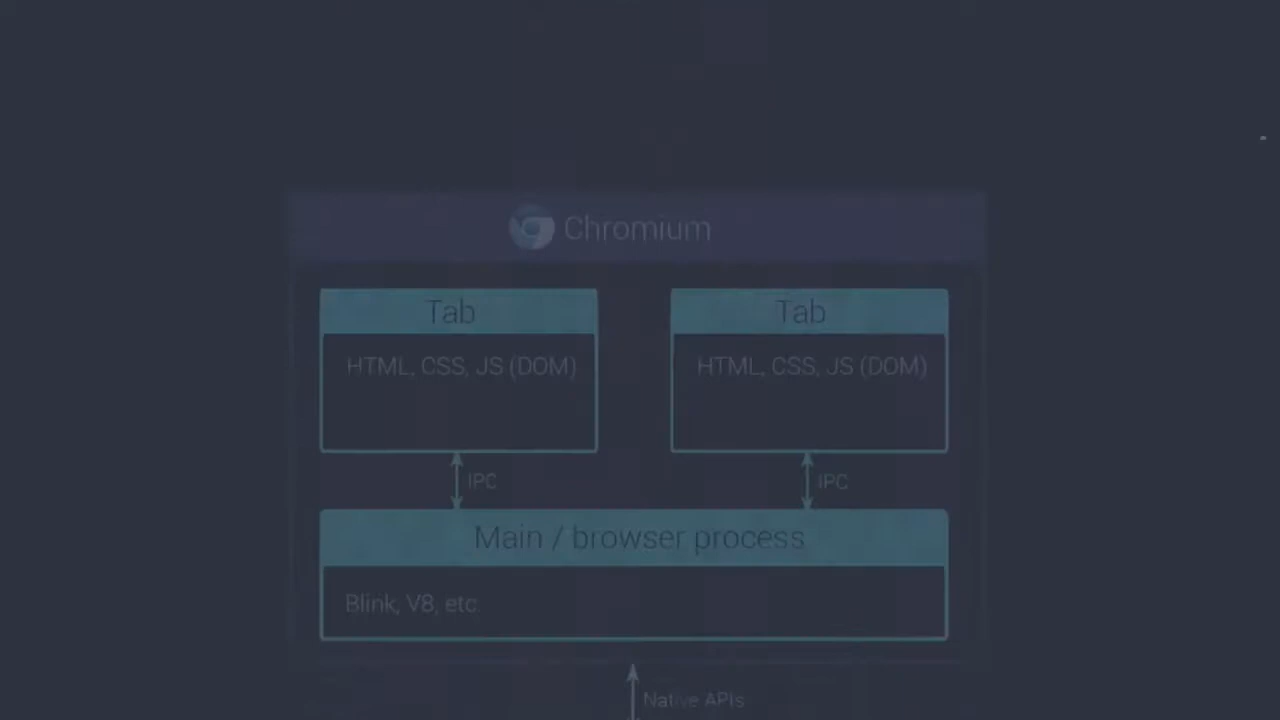 Chromium
Tab
Tab
HTML, CSS, JS (DOM)
HTML, CSS, JS (DOM)
IPC
IPC
Main / browser process
Blink, V8, etc.
Native APIs